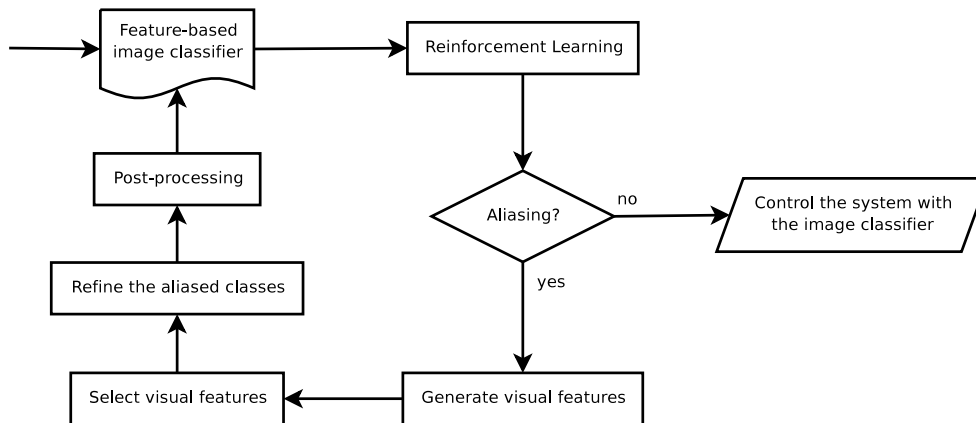 Feature-based
image classifier
Reinforcement Learning
Post-processing
Aliasing?
no
Control the system with
the image classifier
Refine the aliased classes
yes
Select visual features
Generate visual features